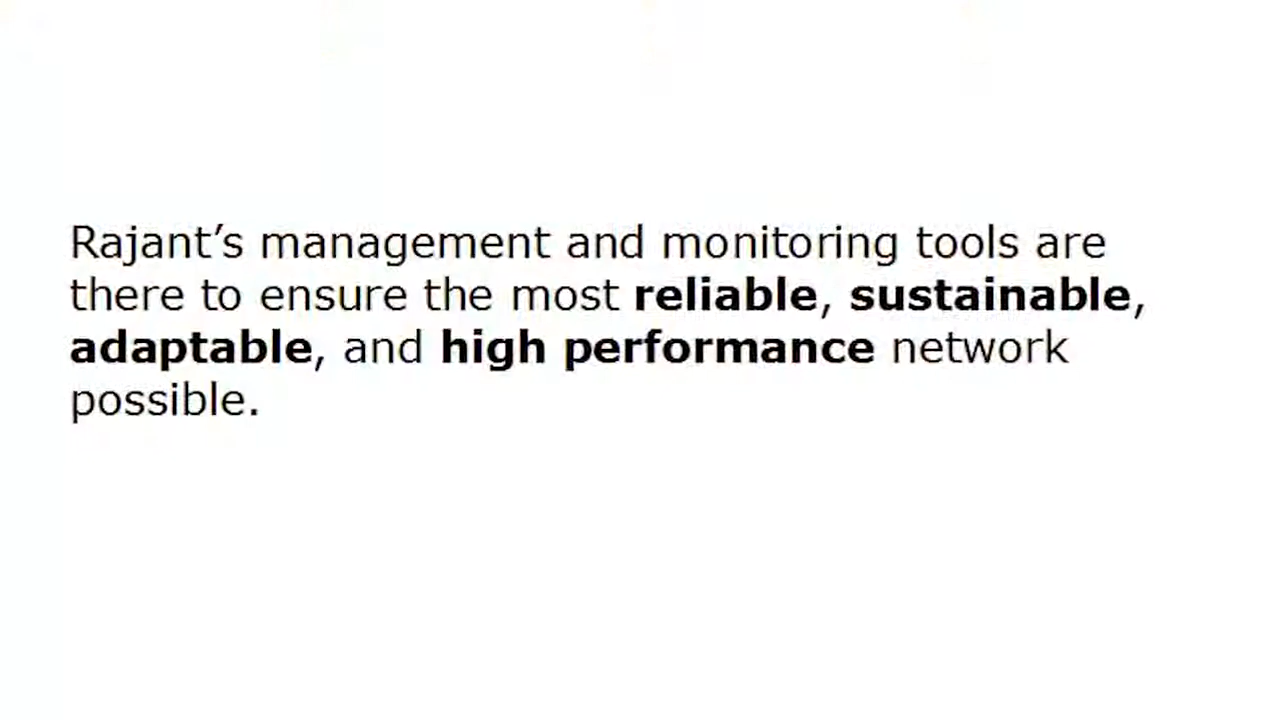 Rajant’s management and monitoring tools are
there to ensure the most reliable, sustainable,
adaptable, and high performance network
possible.